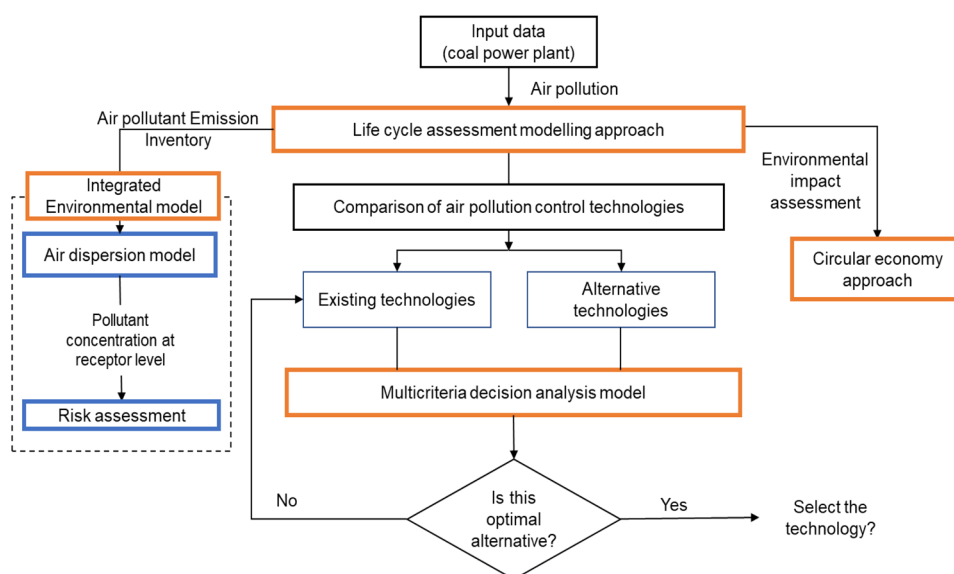 Input data
(coal power plant)
Air pollution
Air pollutant Emission
Inventory
Life cycle assessment modelling approach
Environmental
impact
assessment
Integrated
Environmental model
Comparison of air pollution control technologies
Air dispersion model
Circular economy
approach
Existing technologies
Alternative
technologies
Pollutant
concentration at
receptor level
Multicriteria decision analysis model
Risk assessment
No
Is this
optimal
alternative?
Yes
Select the
technology?